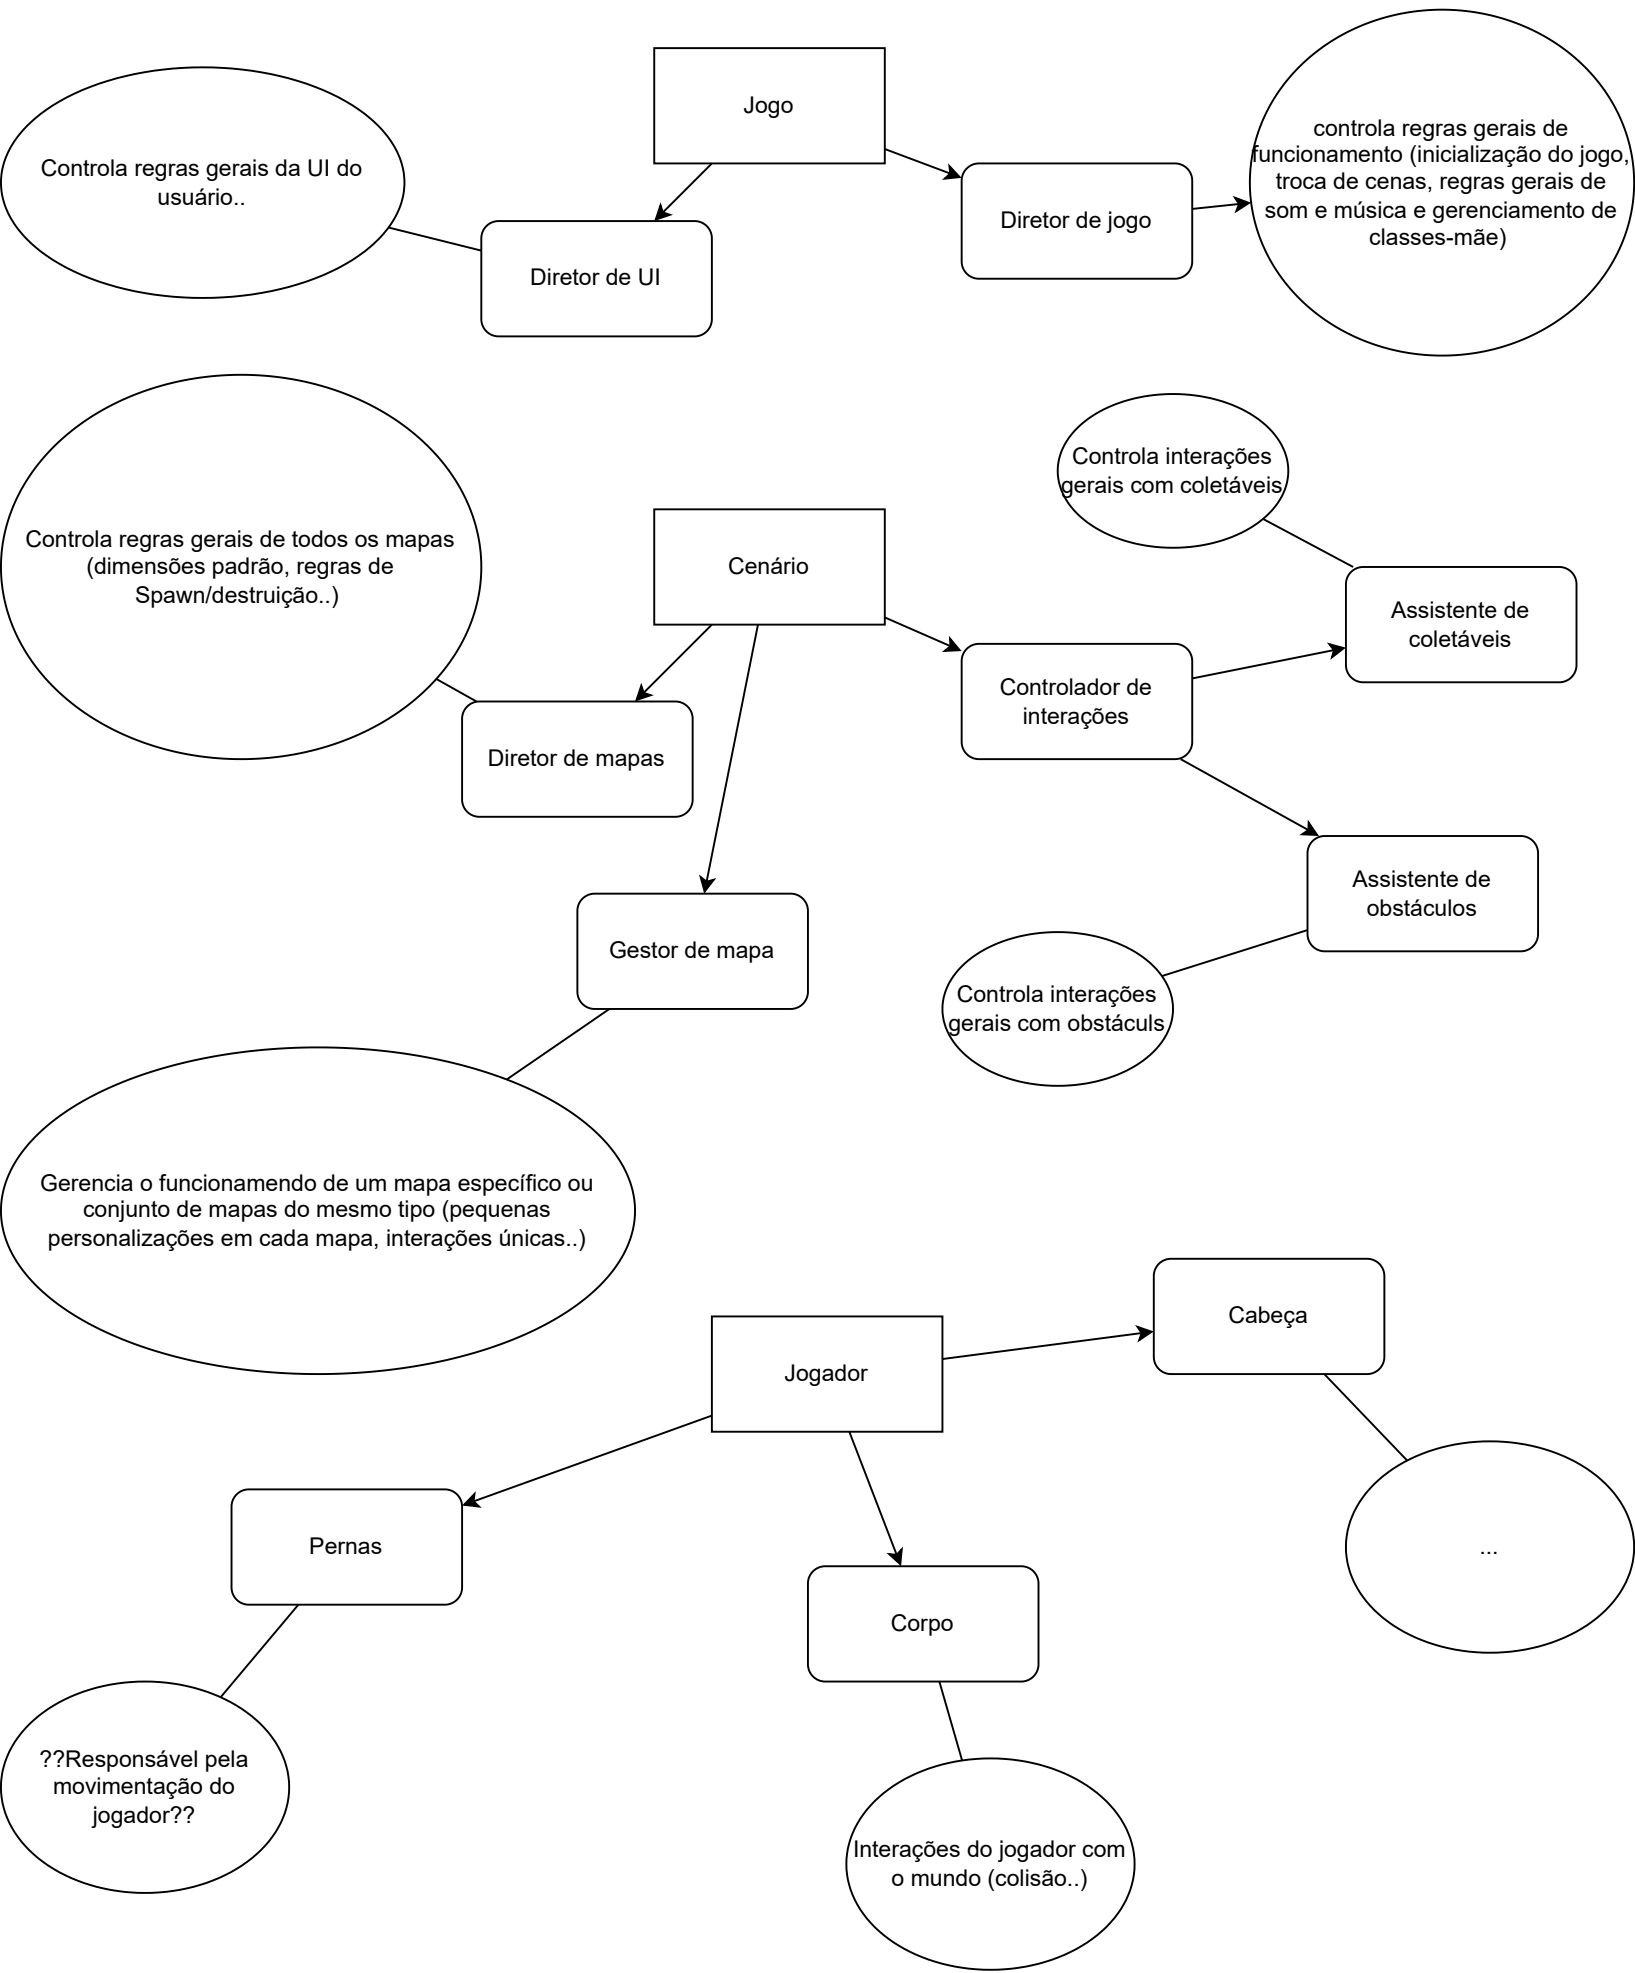 Jogo
Controla regras gerais da UI do
usuário..
Diretor de UI
Diretor de jogo
controla regras gerais de
funcionamento (inicialização do jogo,
troca de cenas, regras gerais de
som e música e gerenciamento de
classes-mãe)
Controla regras gerais de todos os mapas
(dimensões padrão, regras de
Spawn/destruição..)
Cenário
Controla interações
gerais com coletáveis
Assistente de
coletáveis
Controlador de
interações
Diretor de mapas
Assistente de
obstáculos
Gestor de mapa
Controla interações
gerais com obstáculs
Gerencia o funcionamendo de um mapa específico ou
conjunto de mapas do mesmo tipo (pequenas
personalizações em cada mapa, interações únicas..)
Jogador
Cabeça
Pernas
...
Corpo
??Responsável pela
movimentação do
jogador??
Interações do jogador com
o mundo (colisão..)